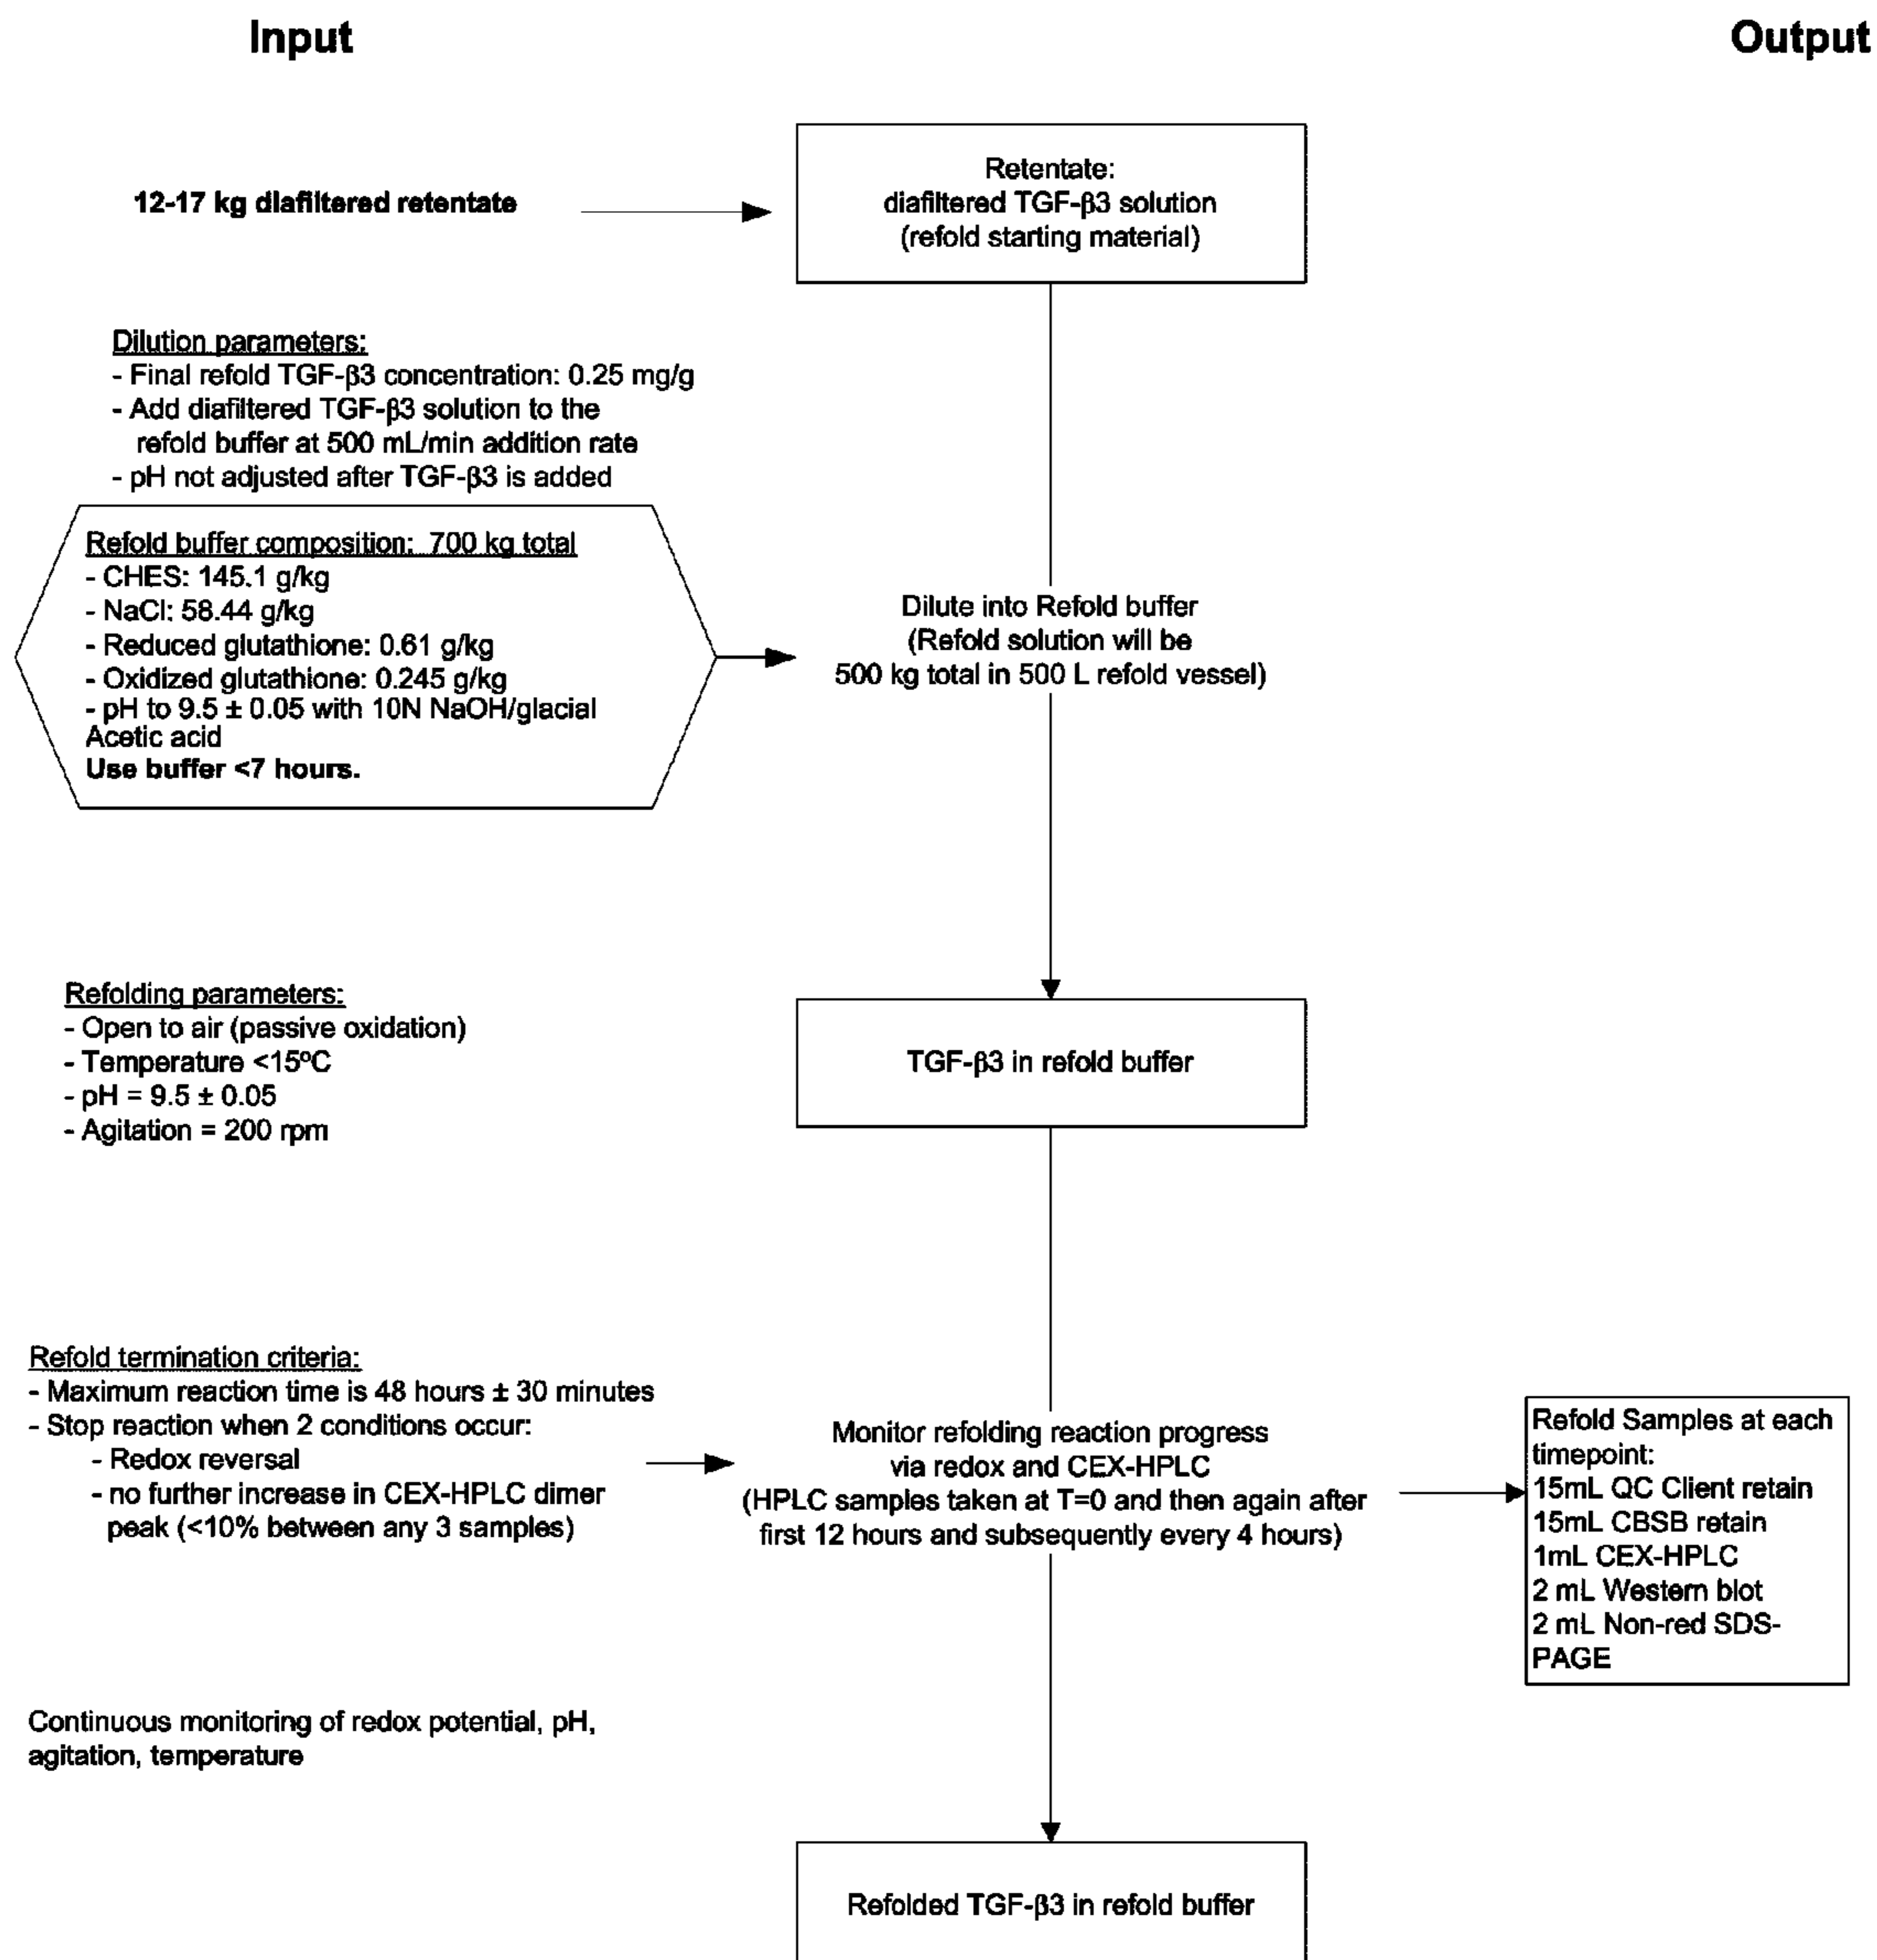 Input
Output
12-17 kg diafiltered retentate
Retentate:
diafiltered TGF-β3 solution
(refold starting material)
Dilution parameters:
- Final refold TGF-β3 concentration: 0.25 mg/g
- Add diafiltered TGF-β3 solution to the
refold buffer at 500 mL/min addition rate
- pH not adjusted after TGF-β3 is added
Refold buffer composition: 700 kg total
- CHES: 145.1 g/kg
- NaCl: 58.44 g/kg
- Reduced glutathione: 0.61 g/kg
- Oxidized glutathione: 0.245 g/kg
- pH to 9.5 ± 0.05 with 10N NaOH/glacial
Acetic acid
Use buffer <7 hours.
Dilute into Refold buffer
(Refold solution will be
500 kg total in 500 L refold vessel)
Refolding parameters:
- Open to air (passive oxidation)
- Temperature <15ºC
- pH = 9.5 ± 0.05
- Agitation = 200 rpm
TGF-β3 in refold buffer
Refold termination criteria:
- Maximum reaction time is 48 hours ± 30 minutes
- Stop reaction when 2 conditions occur:
- Redox reversal
- no further increase in CEX-HPLC dimer
peak (<10% between any 3 samples)
Monitor refolding reaction progress
via redox and CEX-HPLC
(HPLC samples taken at T=0 and then again after
first 12 hours and subsequently every 4 hours)
Refold Samples at each
timepoint:
15mL QC Client retain
15mL CBSB retain
1mL CEX-HPLC
2 mL Western blot
2 mL Non-red SDS-
PAGE
Continuous monitoring of redox potential, pH,
agitation, temperature
Refolded TGF-β3 in refold buffer